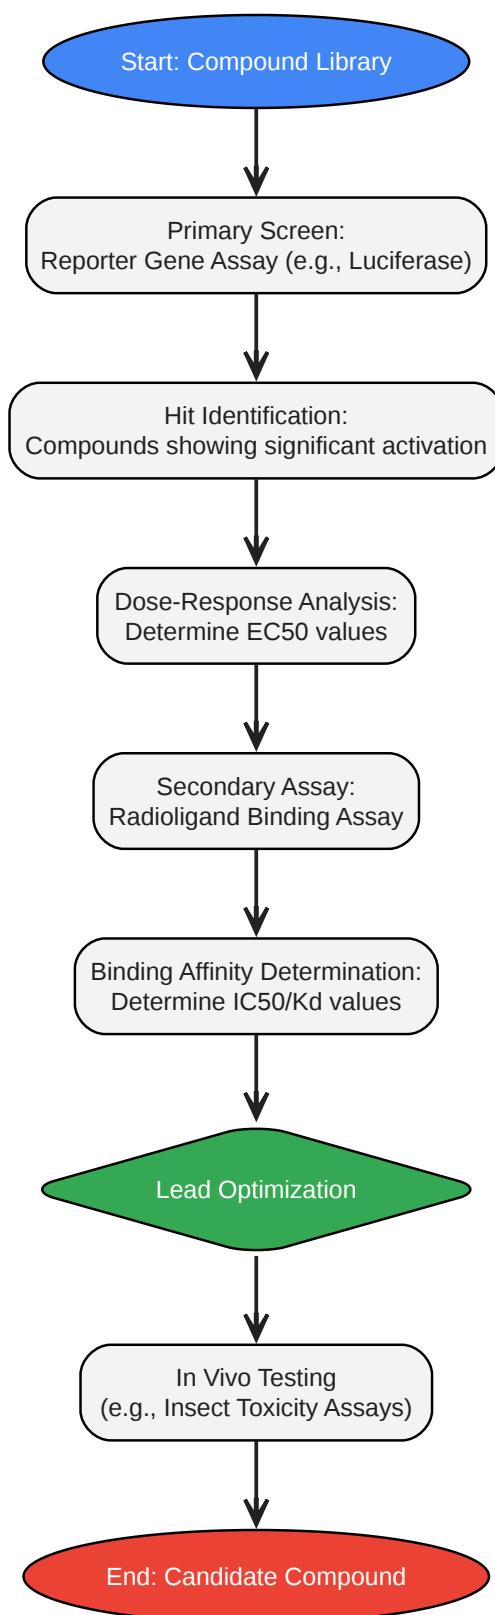 Start: Compound Library
Primary Screen:
Reporter Gene Assay (e.g., Luciferase)
Hit Identification:
Compounds showing significant activation
Dose-Response Analysis:
Determine EC50 values
Secondary Assay:
Radioligand Binding Assay
Binding Affinity Determination:
Determine IC50/Kd values
Lead Optimization
In Vivo Testing
(e.g., Insect Toxicity Assays)
End: Candidate Compound